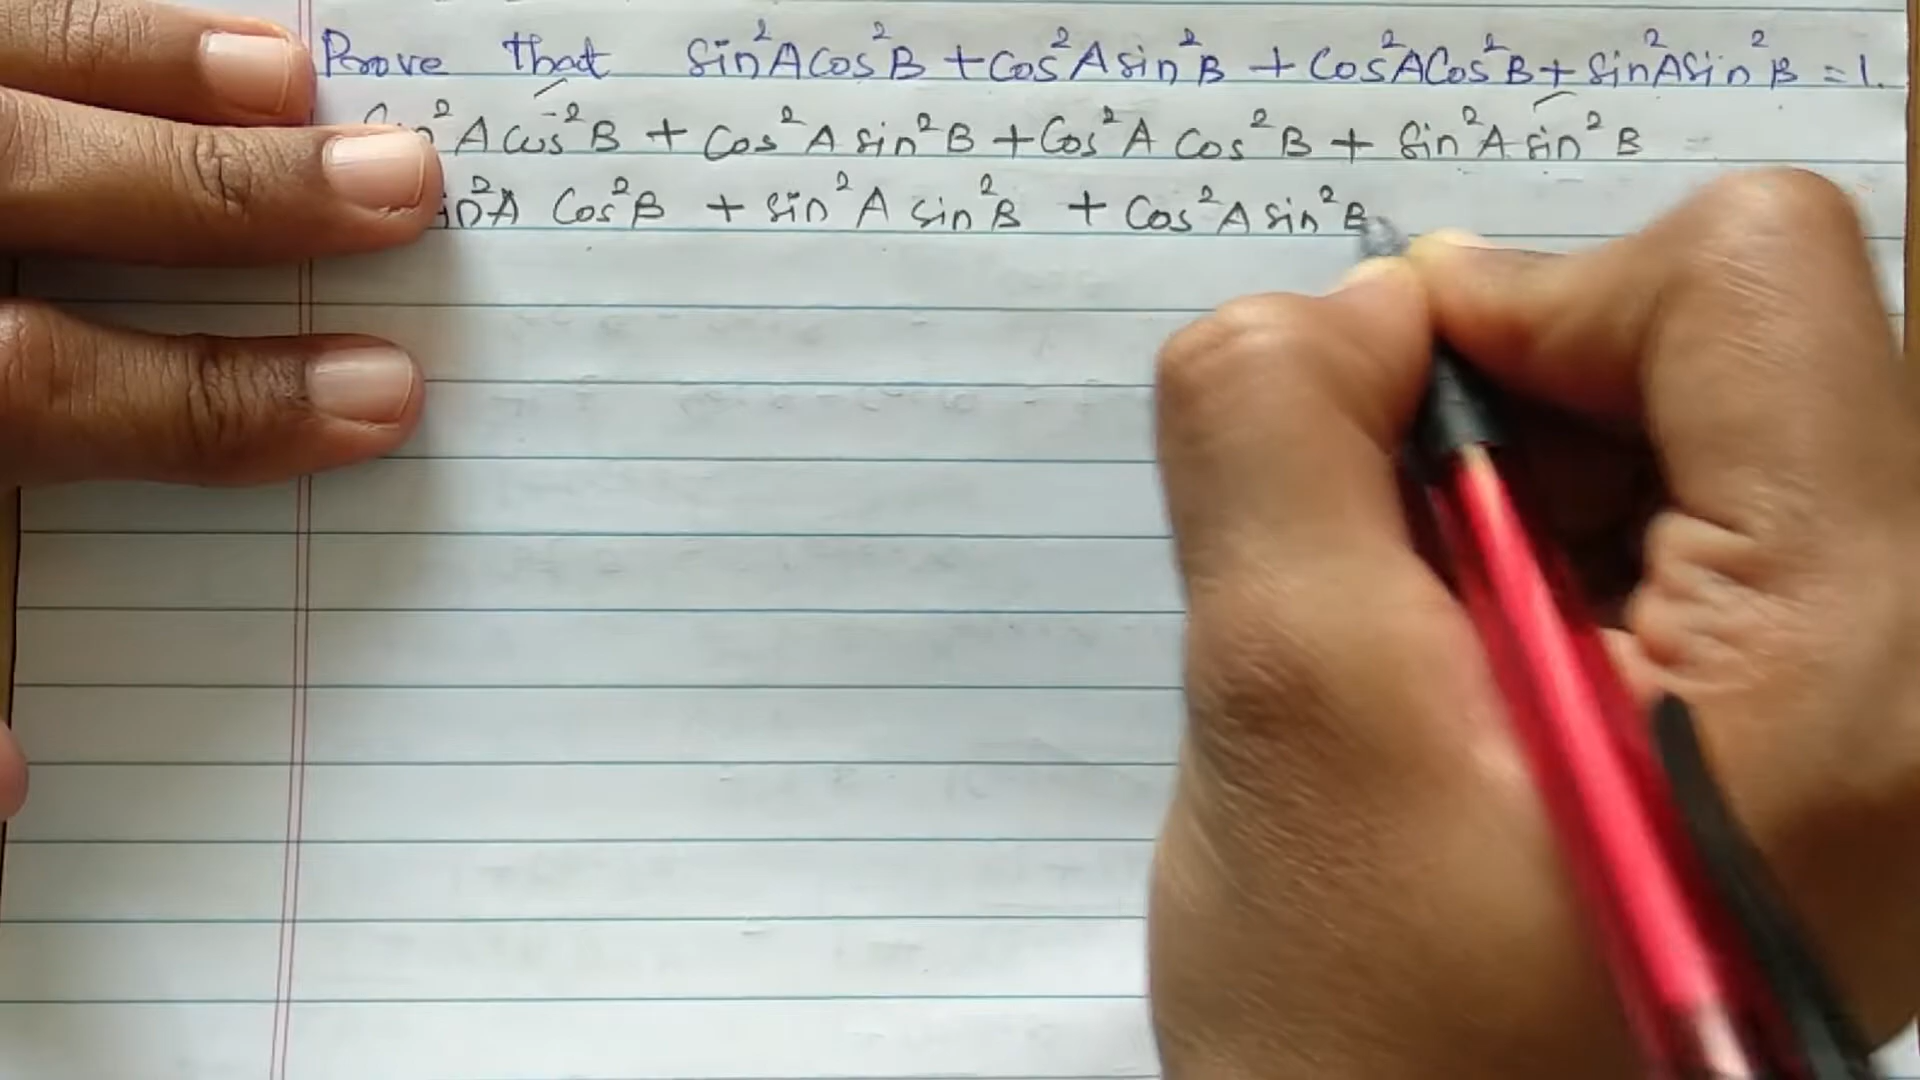 Prove that sin²A cos²B + cos²A sin²B + cos²A cos²B + sin²A sin²B = 1.
A cos²B + cos²A sin²B + cos²A cos²B + sin²A sin²B
A cos²B + sin²A sin²B + cos²A sin²B